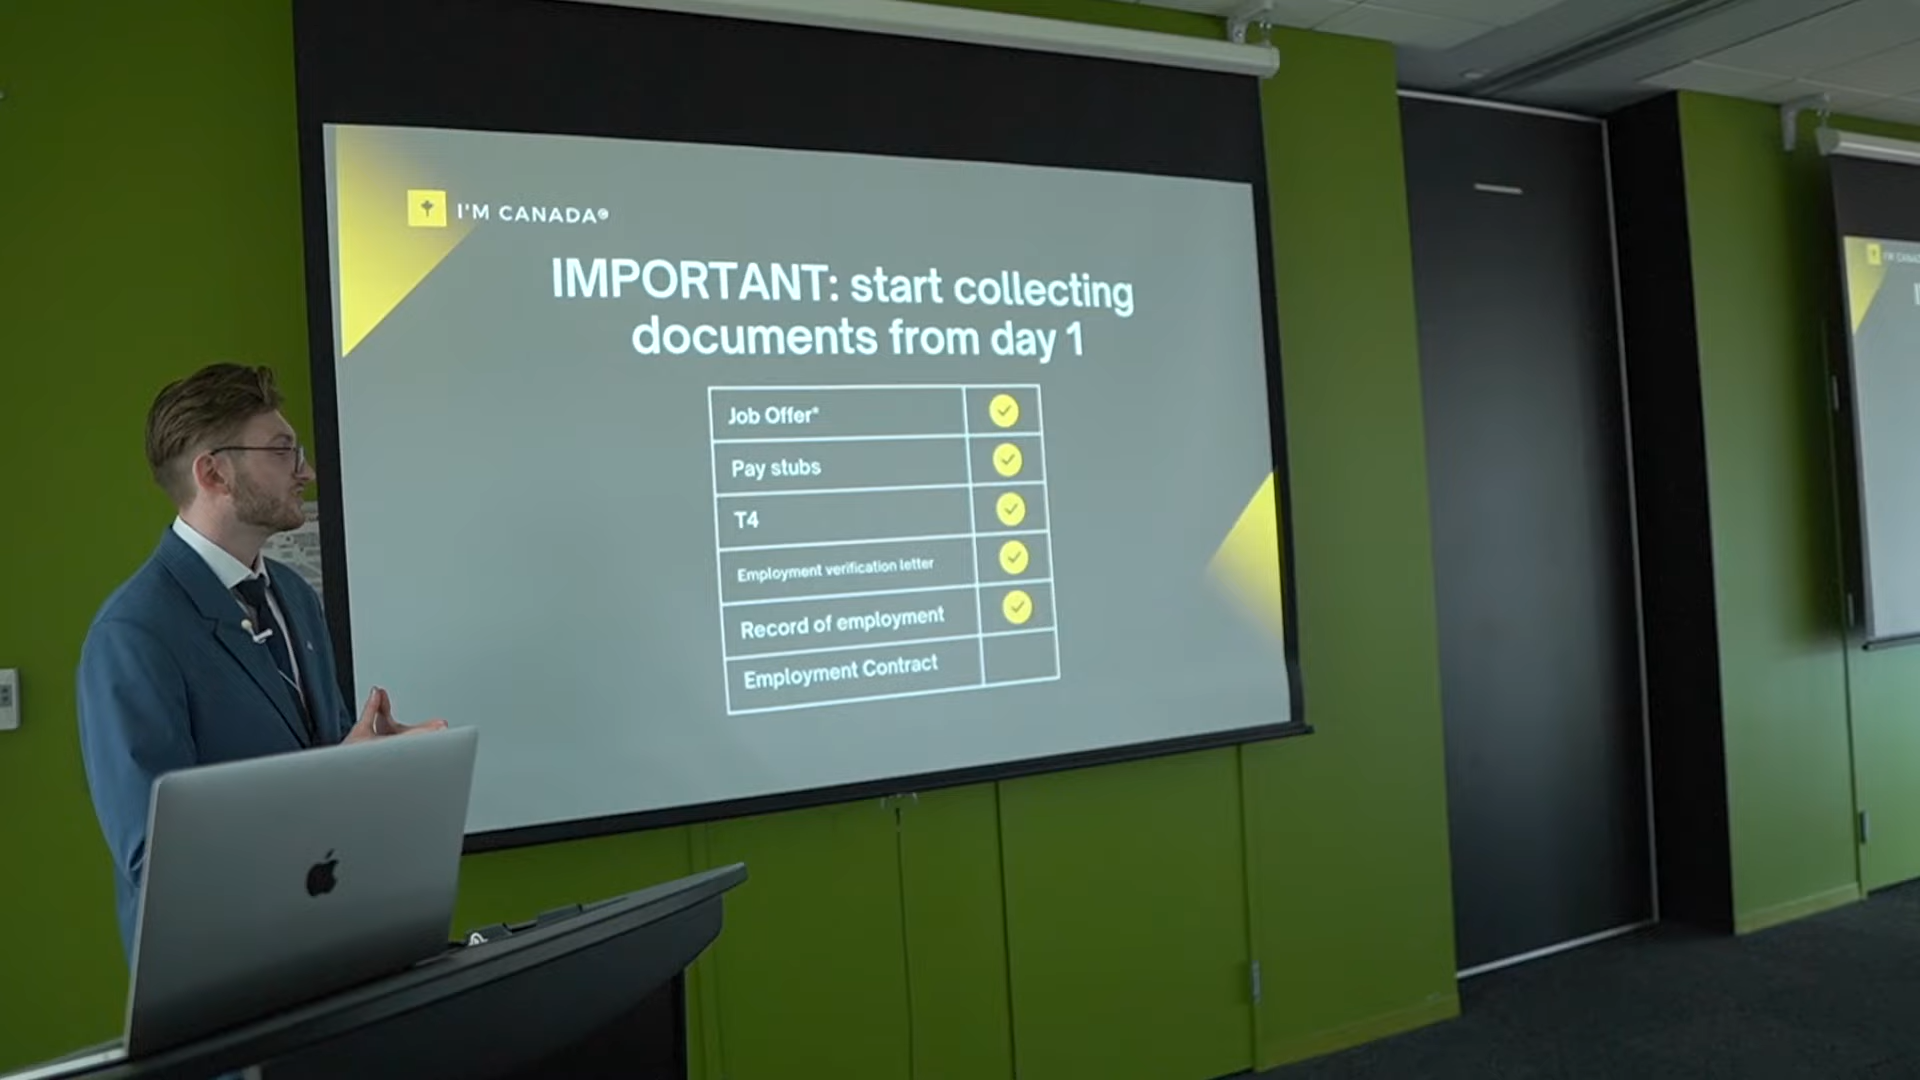 I'M CANADA®
IMPORTANT: start collecting
documents from day 1
Job Offer*
Pay stubs
T4
Employment verification letter
Record of employment
Employment Contract
I'M CANAD